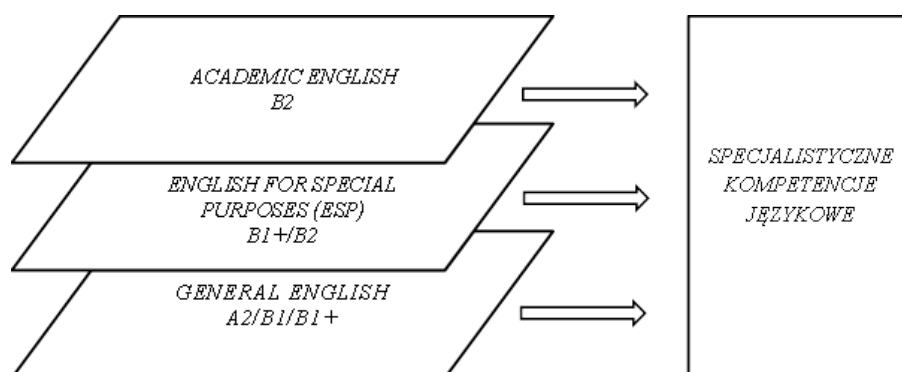 ACADEMIC ENGLISH
B2
ENGLISH FOR SPECIAL
PURPOSES (ESP)
B1+/B2
GENERAL ENGLISH
A2/B1/B1+
SPECJALISTYCZNE
KOMPETENCJE
JĘZYKOWE